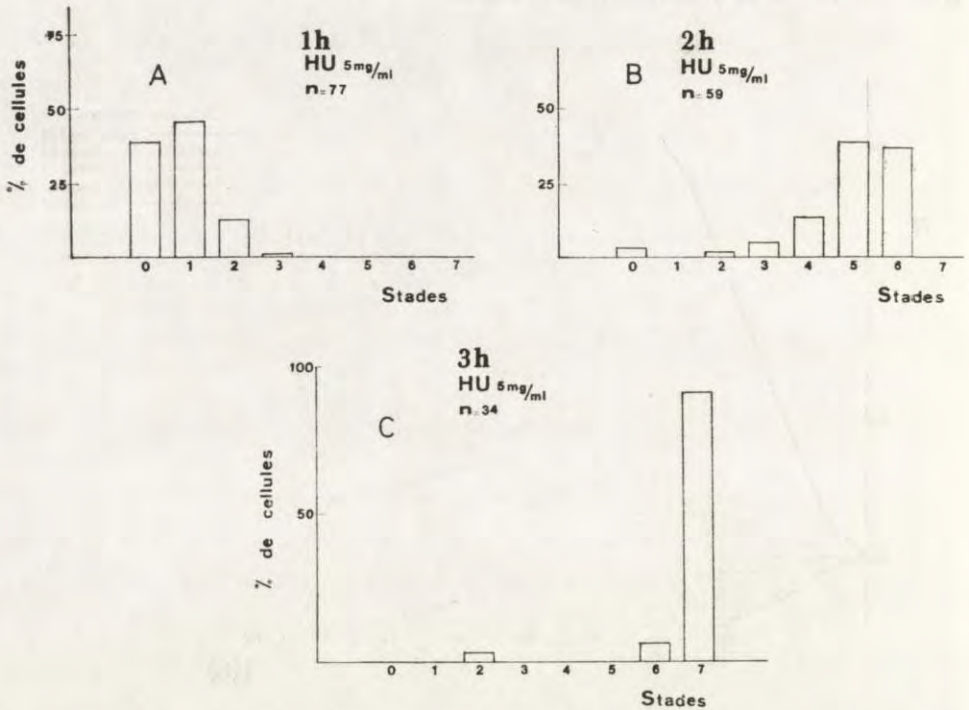 1h
HU 5mg/ml
n=77
A
% de cellules
75
50
25
0 1 2 3 4 5 6 7
Stades
2h
HU 5mg/ml
n=59
B
50
25
0 1 2 3 4 5 6 7
Stades
3h
HU 5mg/ml
n=34
C
% de cellules
100
50
0 1 2 3 4 5 6 7
Stades